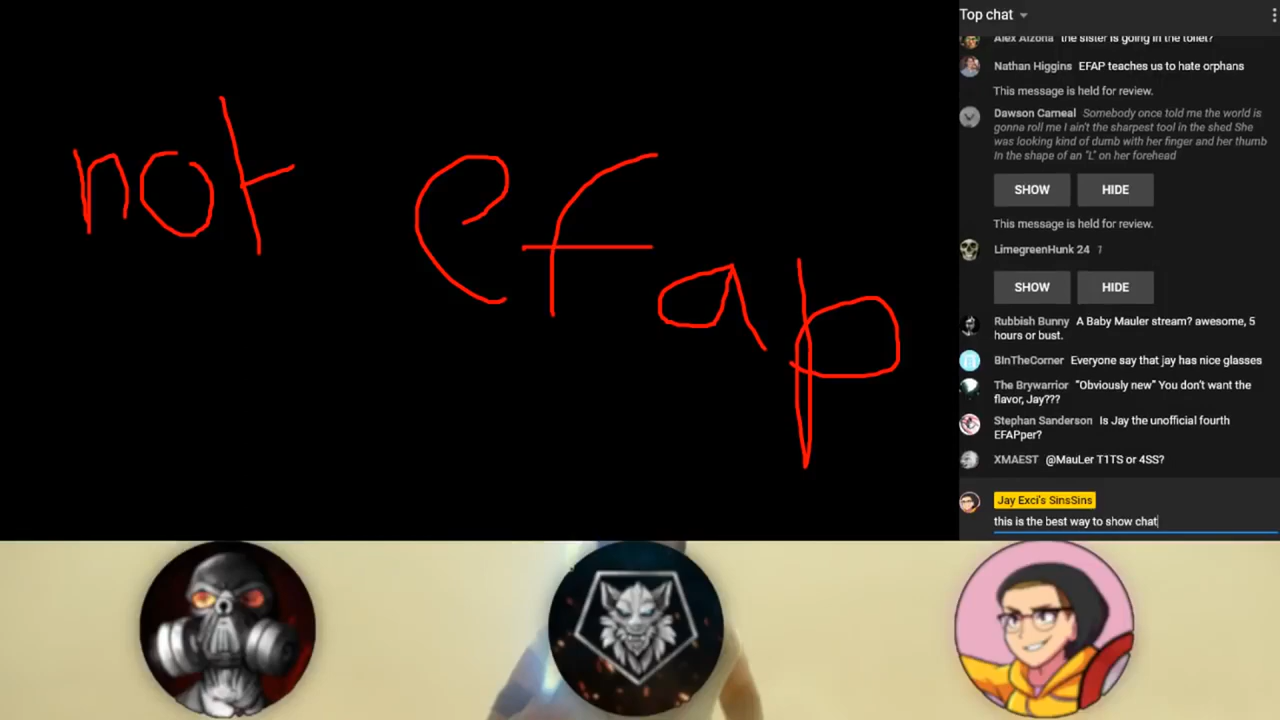 not efap
Top chat
Alex Alzona the sister is going in the toilet?
Nathan Higgins EFAP teaches us to hate orphans
This message is held for review.
Dawson Carneal Somebody once told me the world is
gonna roll me I ain't the sharpest tool in the shed She
was looking kind of dumb with her finger and her thumb
In the shape of an "L" on her forehead
SHOW HIDE
This message is held for review.
LimegreenHunk 24 1
SHOW HIDE
Rubbish Bunny A Baby Mauler stream? awesome, 5
hours or bust.
BInTheCorner Everyone say that jay has nice glasses
The Brywarrior "Obviously new" You don't want the
flavor, Jay???
Stephan Sanderson Is Jay the unofficial fourth
EFAPper?
XMAEST @MauLer T1TS or 4SS?
Jay Exci's SinsSins
this is the best way to show chat